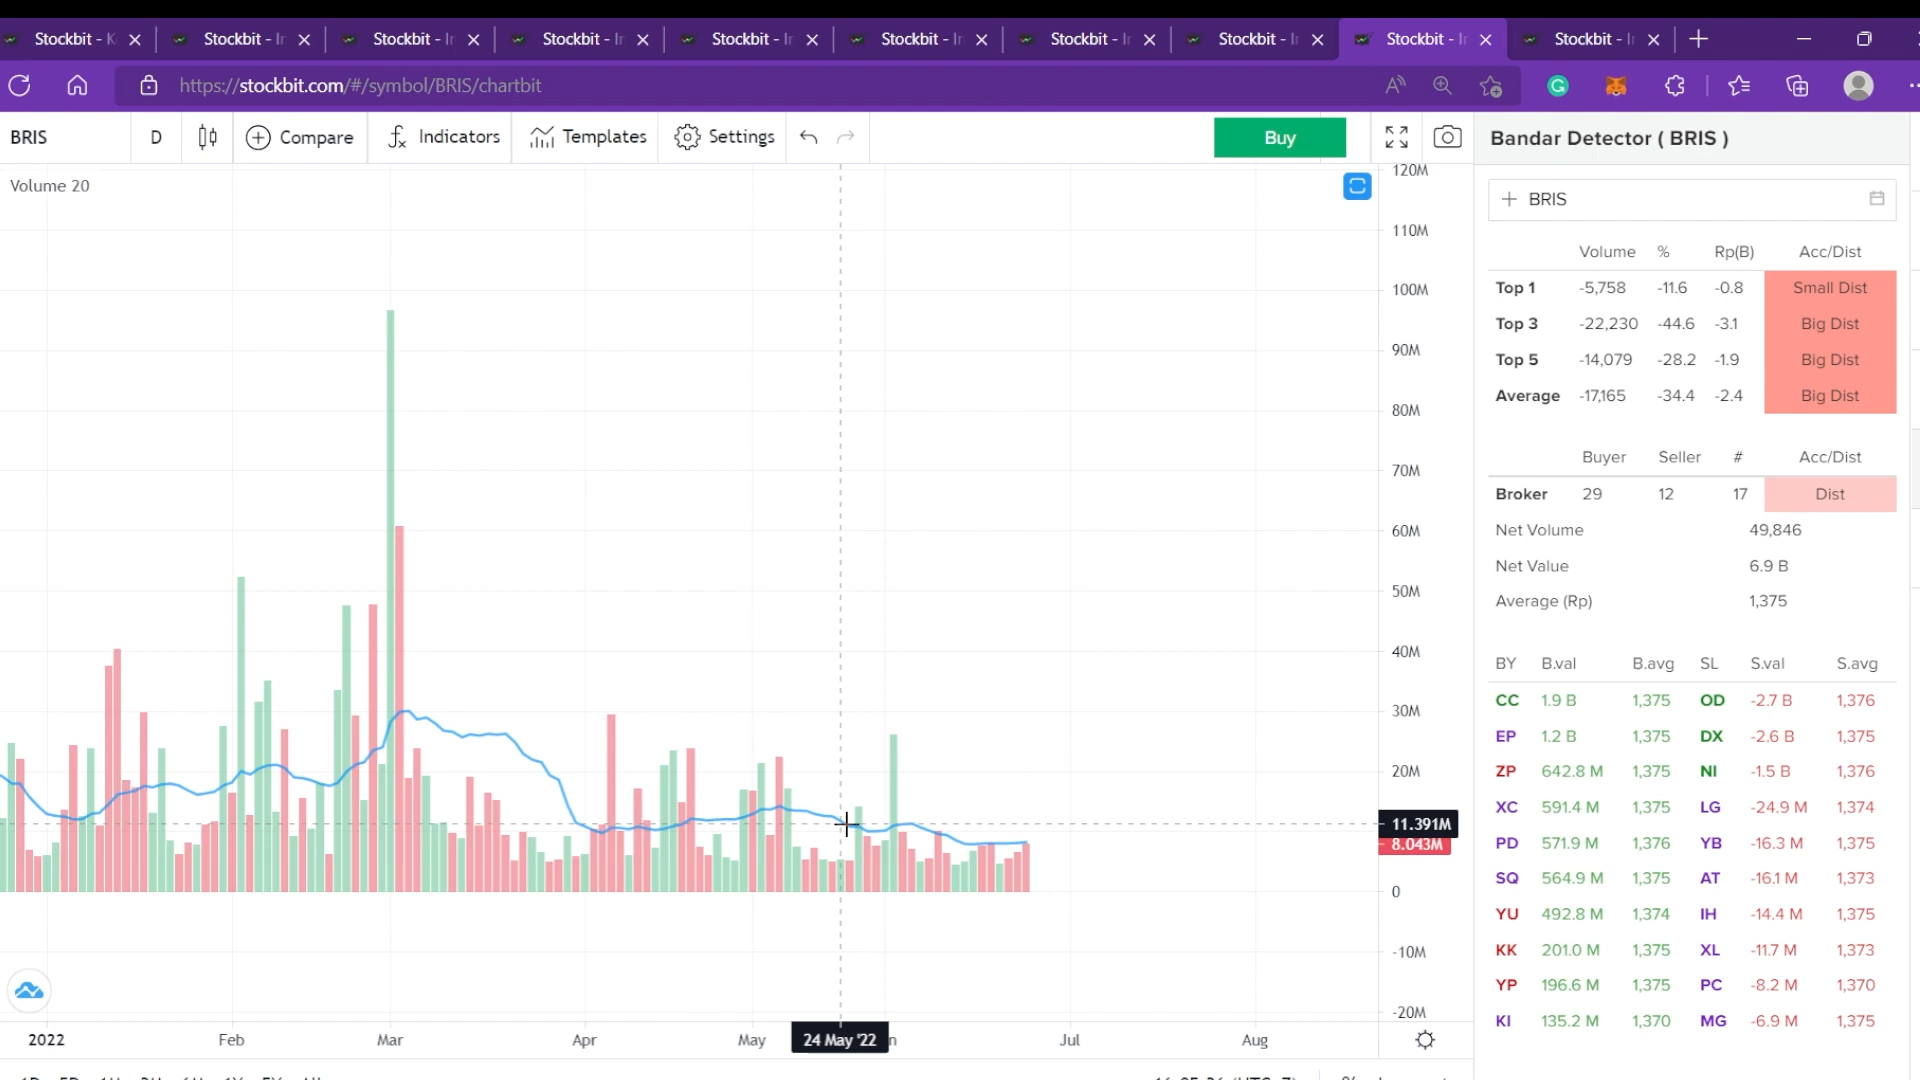 Stockbit - K
Stockbit - In
Stockbit - In
Stockbit - In
Stockbit - In
Stockbit - In
Stockbit - In
Stockbit - In
Stockbit - In
Stockbit - In
https://stockbit.com/#/symbol/BRIS/chartbit
BRIS D Compare Indicators Templates Settings Buy
Volume 20
120M
110M
100M
90M
80M
70M
60M
50M
40M
30M
20M
11.391M
8.043M
0
-10M
-20M
2022 Feb Mar Apr May 24 May '22 n Jul Aug
Bandar Detector ( BRIS )
BRIS
Volume % Rp(B) Acc/Dist
Top 1 -5,758 -11.6 -0.8 Small Dist
Top 3 -22,230 -44.6 -3.1 Big Dist
Top 5 -14,079 -28.2 -1.9 Big Dist
Average -17,165 -34.4 -2.4 Big Dist
Buyer Seller # Acc/Dist
Broker 29 12 17 Dist
Net Volume 49,846
Net Value 6.9 B
Average (Rp) 1,375
BY B.val B.avg SL S.val S.avg
CC 1.9 B 1,375 OD -2.7 B 1,376
EP 1.2 B 1,375 DX -2.6 B 1,375
ZP 642.8 M 1,375 NI -1.5 B 1,376
XC 591.4 M 1,375 LG -24.9 M 1,374
PD 571.9 M 1,376 YB -16.3 M 1,375
SQ 564.9 M 1,375 AT -16.1 M 1,373
YU 492.8 M 1,374 IH -14.4 M 1,375
KK 201.0 M 1,375 XL -11.7 M 1,373
YP 196.6 M 1,375 PC -8.2 M 1,370
KI 135.2 M 1,370 MG -6.9 M 1,375